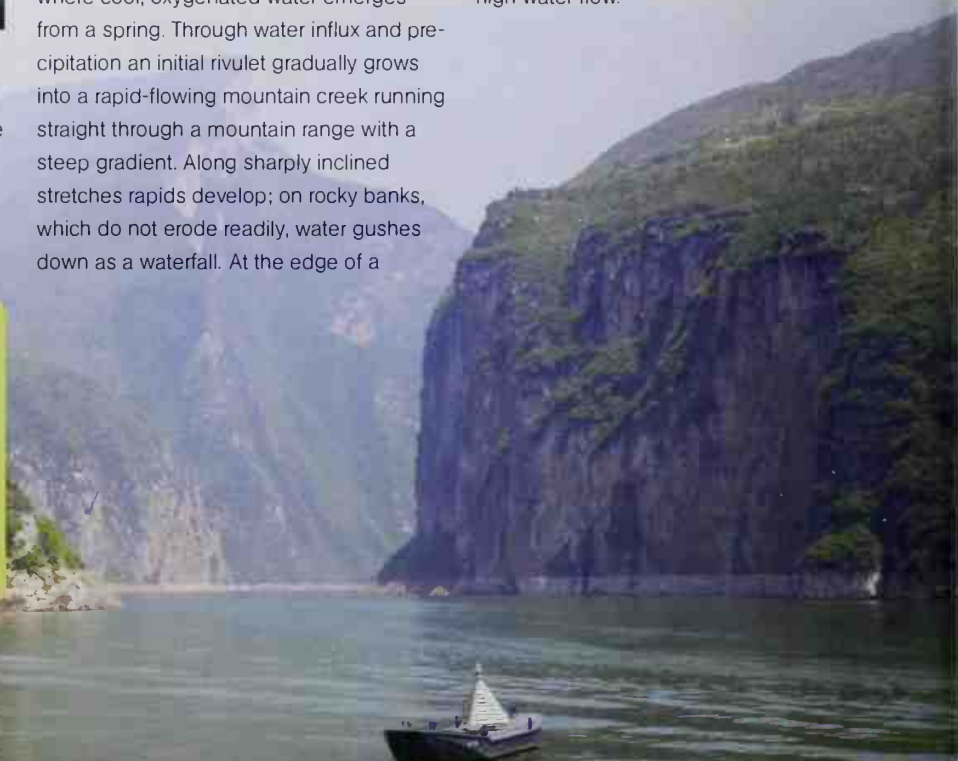 where cool, oxygenated water emerges
from a spring. Through water influx and pre-
cipitation an initial rivulet gradually grows
into a rapid-flowing mountain creek running
straight through a mountain range with a
steep gradient. Along sharply inclined
stretches rapids develop; on rocky banks,
which do not erode readily, water gushes
down as a waterfall. At the edge of a
high water flow.